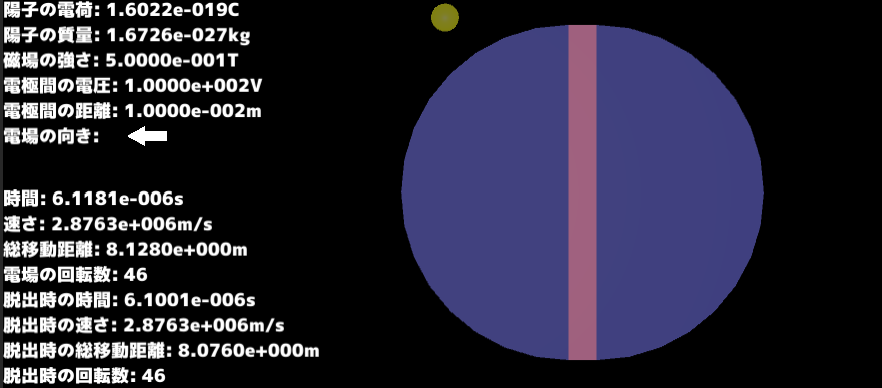 陽子の電荷: 1.6022e-019C
陽子の質量: 1.6726e-027kg
磁場の強さ: 5.0000e-001T
電極間の電圧: 1.0000e+002V
電極間の距離: 1.0000e-002m
電場の向き:
時間: 6.1181e-006s
速さ: 2.8763e+006m/s
総移動距離: 8.1280e+000m
電場の回転数: 46
脱出時の時間: 6.1001e-006s
脱出時の速さ: 2.8763e+006m/s
脱出時の総移動距離: 8.0760e+000m
脱出時の回転数: 46